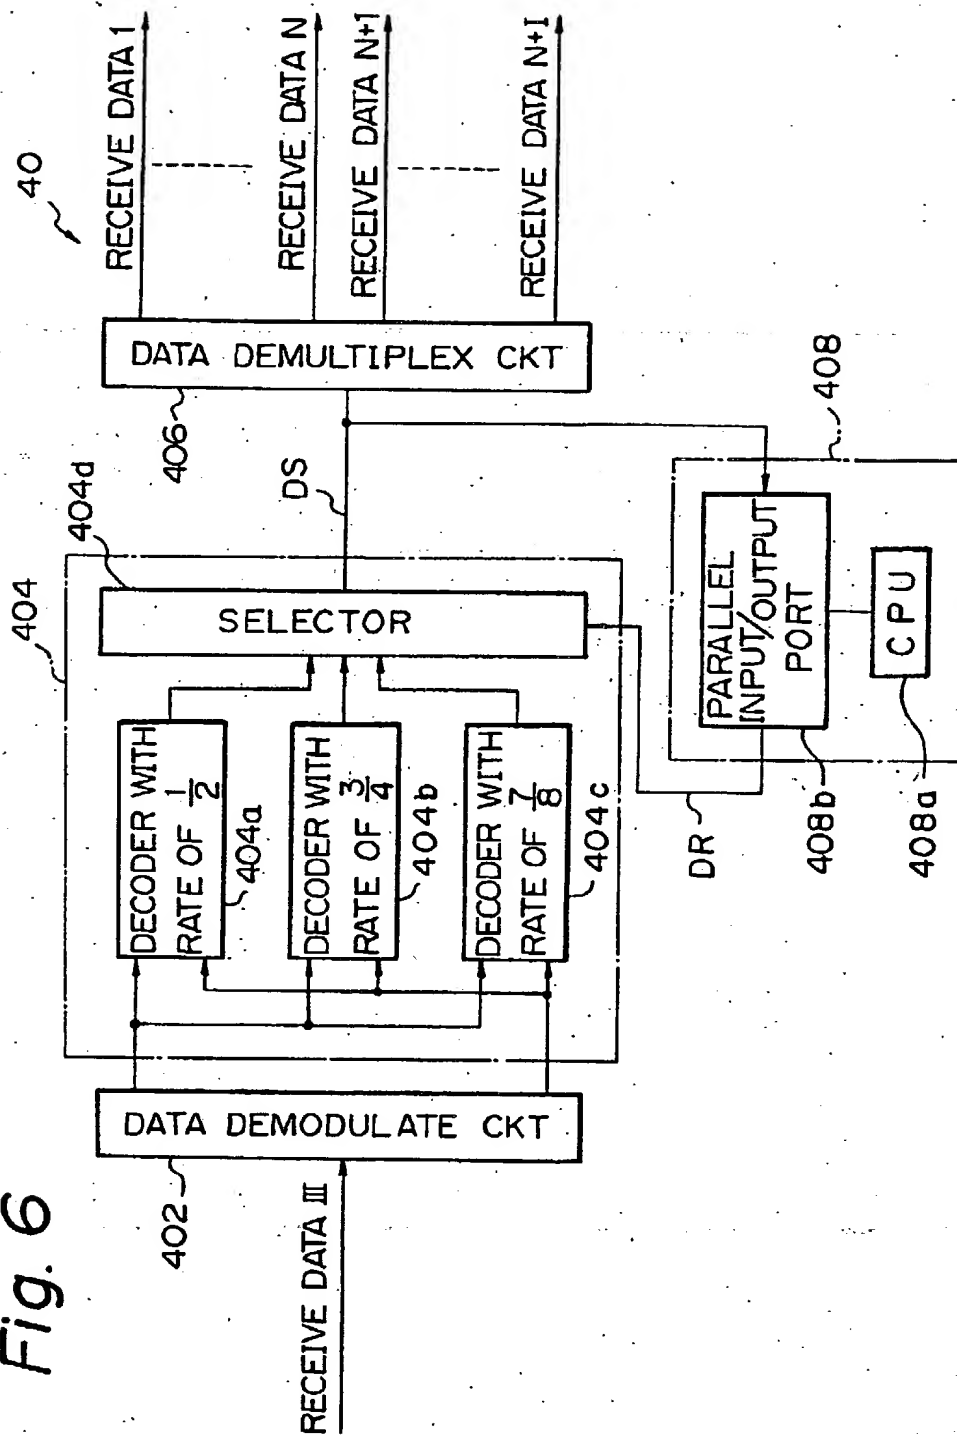 Fig. 6
40
RECEIVE DATA III
402
DATA DEMODULATE CKT
404
DECODER WITH
RATE OF 1/2
404a
DECODER WITH
RATE OF 3/4
404b
DECODER WITH
RATE OF 7/8
404c
404d
SELECTOR
DS
406
DATA DEMULTIPLEX CKT
RECEIVE DATA 1
RECEIVE DATA N
RECEIVE DATA N+1
RECEIVE DATA N+I
DR
408
PARALLEL
INPUT/OUTPUT
PORT
408b
CPU
408a